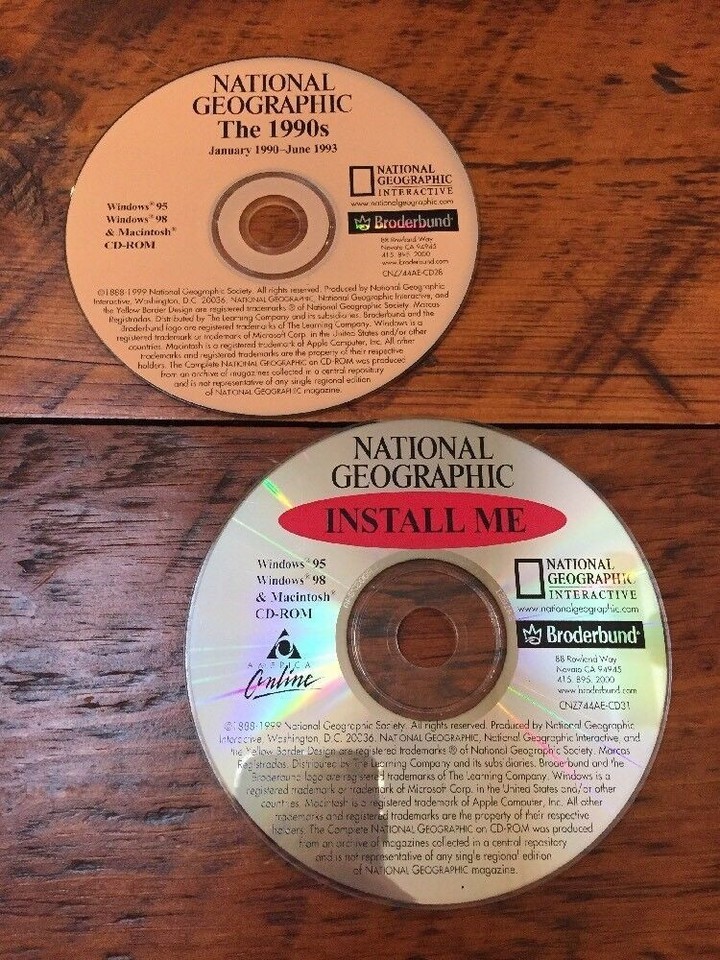 NATIONAL
GEOGRAPHIC
The 1990s
January 1990–June 1993
Windows® 95
Windows® 98
& Macintosh®
CD-ROM
NATIONAL
GEOGRAPHIC
INTERACTIVE
www.nationalgeographic.com
Broderbund®
88 Rowland Way
Novato CA 94945
415. 895. 2000
www.broderbund.com
CNZ744AE-CD28
©1888-1999 National Geographic Society. All rights reserved. Produced by National Geographic
Interactive, Washington, D.C. 20036. NATIONAL GEOGRAPHIC, National Geographic Interactive, and
the Yellow Border Design are registered trademarks ® of National Geographic Society. Marcas
Registradas. Distributed by The Learning Company and its subsidiaries. Broderbund and the
Broderbund logo are registered trademarks of The Learning Company. Windows is a
registered trademark or trademark of Microsoft Corp. in the United States and/or other
countries. Macintosh is a registered trademark of Apple Computer, Inc. All other
trademarks and registered trademarks are the property of their respective
holders. The Complete NATIONAL GEOGRAPHIC on CD-ROM was produced
from an archive of magazines collected in a central repository
and is not representative of any single regional edition
of NATIONAL GEOGRAPHIC magazine.
NATIONAL
GEOGRAPHIC
INSTALL ME
Windows® 95
Windows® 98
& Macintosh®
CD-ROM
AMERICA
Online
NATIONAL
GEOGRAPHIC
INTERACTIVE
www.nationalgeographic.com
Broderbund®
88 Rowland Way
Novato CA 94945
415. 895. 2000
www.broderbund.com
CNZ744AE-CD31
©1888-1999 National Geographic Society. All rights reserved. Produced by National Geographic
Interactive, Washington, D.C. 20036. NATIONAL GEOGRAPHIC, National Geographic Interactive, and
the Yellow Border Design are registered trademarks ® of National Geographic Society. Marcas
Registradas. Distributed by The Learning Company and its subsidiaries. Broderbund and the
Broderbund logo are registered trademarks of The Learning Company. Windows is a
registered trademark or trademark of Microsoft Corp. in the United States and/or other
countries. Macintosh is a registered trademark of Apple Computer, Inc. All other
trademarks and registered trademarks are the property of their respective
holders. The Complete NATIONAL GEOGRAPHIC on CD-ROM was produced
from an archive of magazines collected in a central repository
and is not representative of any single regional edition
of NATIONAL GEOGRAPHIC magazine.